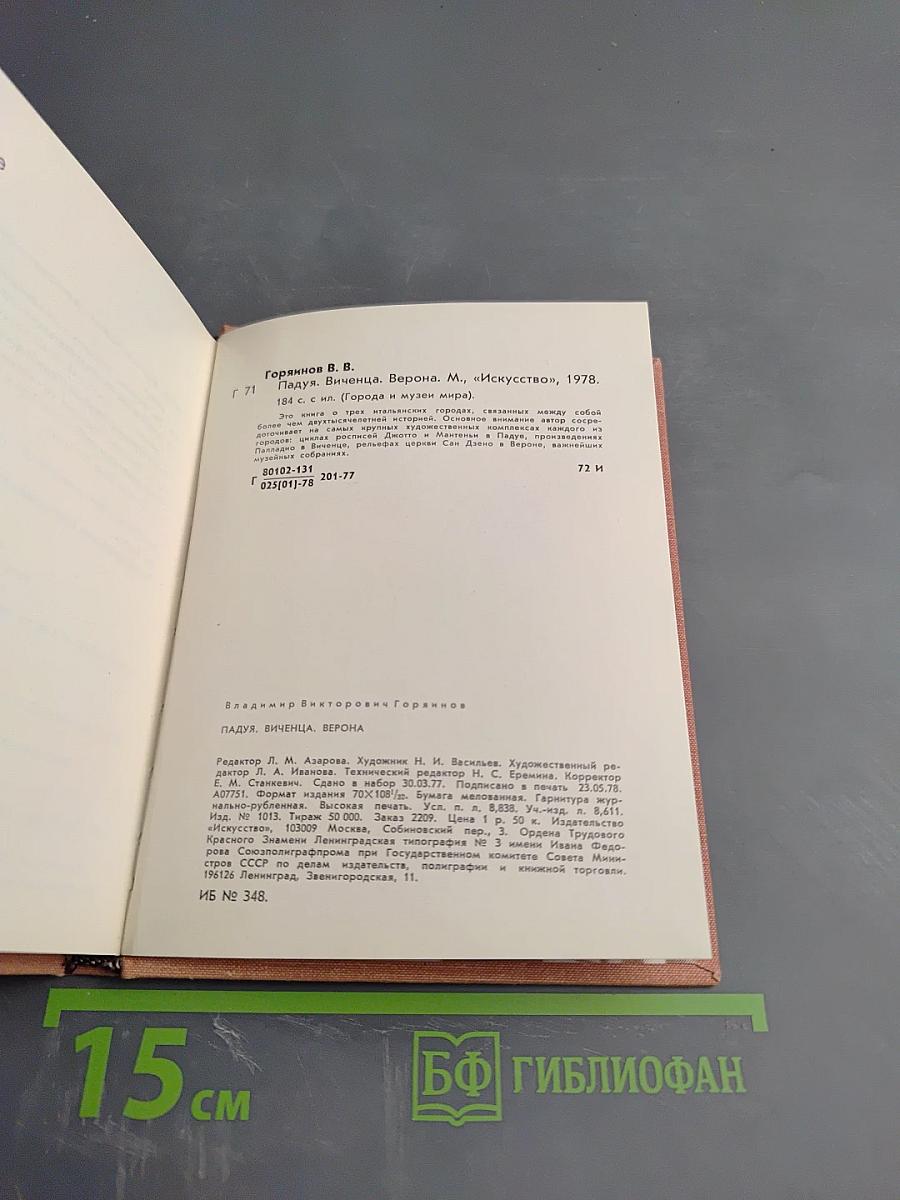 Горяинов В. В.
Г 71
Падуя. Виченца. Верона. М., «Искусство», 1978.
184 с. с ил. (Города и музеи мира).
Это книга о трех итальянских городах, связанных между собой
более чем двухтысячелетней историей. Основное внимание автор сосре-
доточивает на самых крупных художественных комплексах каждого из
городов: циклах росписей Джотто и Мантеньи в Падуе, произведениях
Палладио в Виченце, рельефах церкви Сан Дзено в Вероне, важнейших
музейных собраниях.
Г 80102-131 / 025(01)-78 201-77 72 И
Владимир Викторович Горяинов
ПАДУЯ. ВИЧЕНЦА. ВЕРОНА
Редактор Л. М. Азарова. Художник Н. И. Васильев. Художественный ре-
дактор Л. А. Иванова. Технический редактор Н. С. Еремина. Корректор
Е. М. Станкевич. Сдано в набор 30.03.77. Подписано в печать 23.05.78.
А07751. Формат издания 70×108¹/₃₂. Бумага мелованная. Гарнитура жур-
нально-рубленная. Высокая печать. Усл. п. л. 8,838. Уч.-изд. л. 8,611.
Изд. № 1013. Тираж 50 000. Заказ 2209. Цена 1 р. 50 к. Издательство
«Искусство», 103009 Москва, Собиновский пер., 3. Ордена Трудового
Красного Знамени Ленинградская типография № 3 имени Ивана Федо-
рова Союзполиграфпрома при Государственном комитете Совета Мини-
стров СССР по делам издательств, полиграфии и книжной торговли.
196126 Ленинград, Звенигородская, 11.
ИБ № 348.
15 см
БФ ГИБЛИОФАН